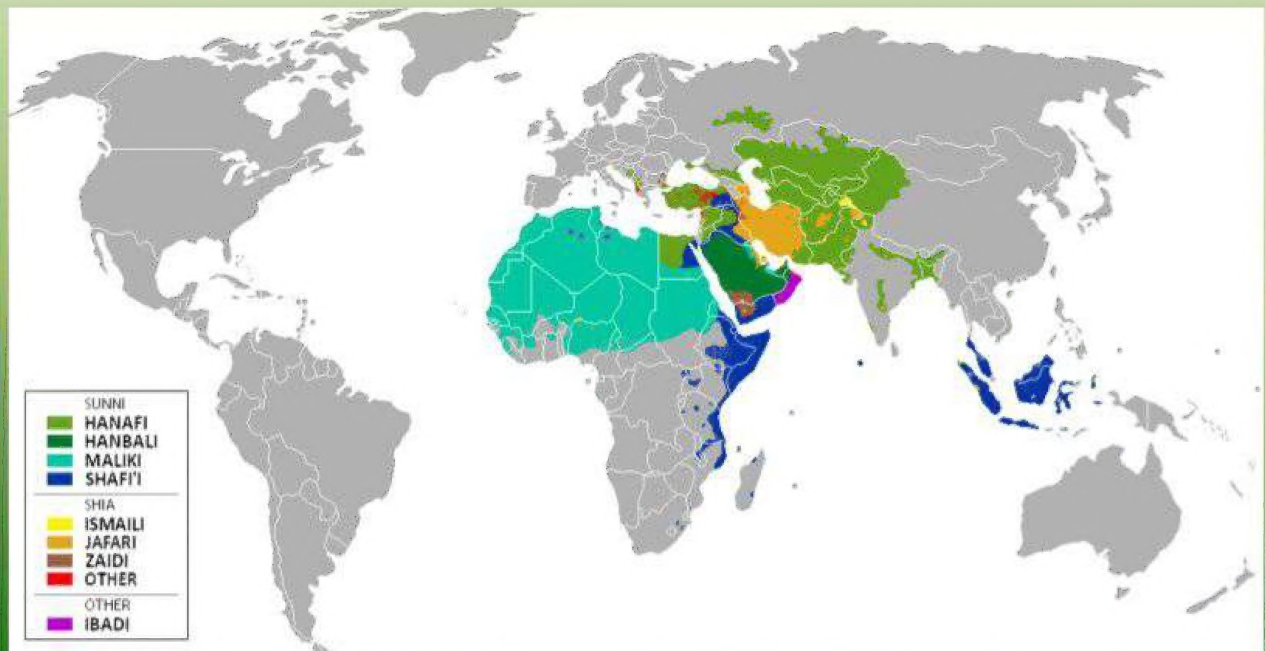 SUNNI
HANAFI
HANBALI
MALIKI
SHAFI'I
SHIA
ISMAILI
JAFARI
ZAIDI
OTHER
OTHER
IBADI